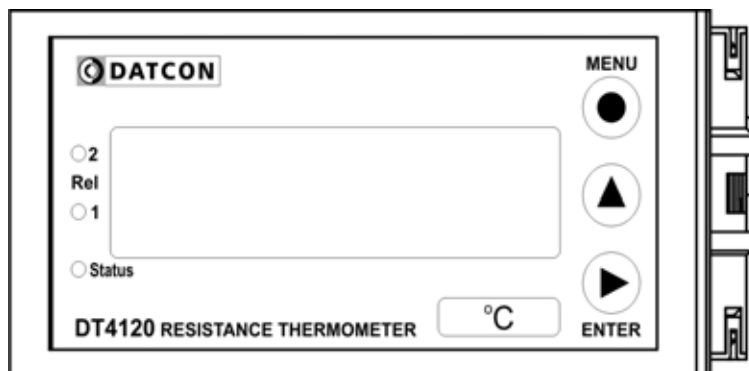 DATCON
MENU
2
Rel
1
Status
DT4120 RESISTANCE THERMOMETER
°C
ENTER